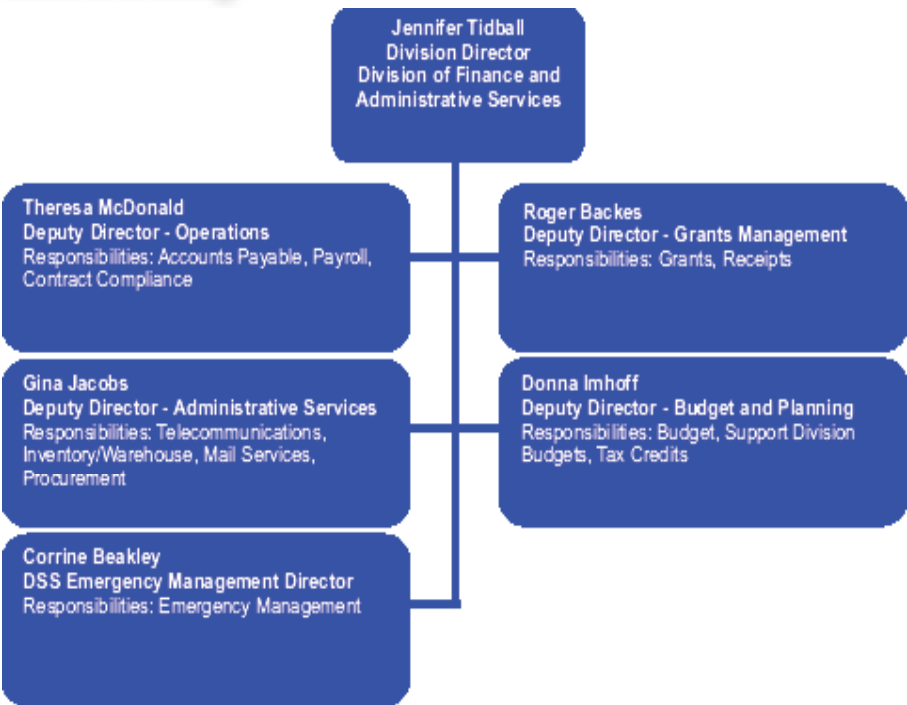 Jennifer Tidball
Division Director
Division of Finance and
Administrative Services
Theresa McDonald
Deputy Director - Operations
Responsibilities: Accounts Payable, Payroll,
Contract Compliance
Roger Backes
Deputy Director - Grants Management
Responsibilities: Grants, Receipts
Gina Jacobs
Deputy Director - Administrative Services
Responsibilities: Telecommunications,
Inventory/Warehouse, Mail Services,
Procurement
Donna Imhoff
Deputy Director - Budget and Planning
Responsibilities: Budget, Support Division
Budgets, Tax Credits
Corrine Beakley
DSS Emergency Management Director
Responsibilities: Emergency Management